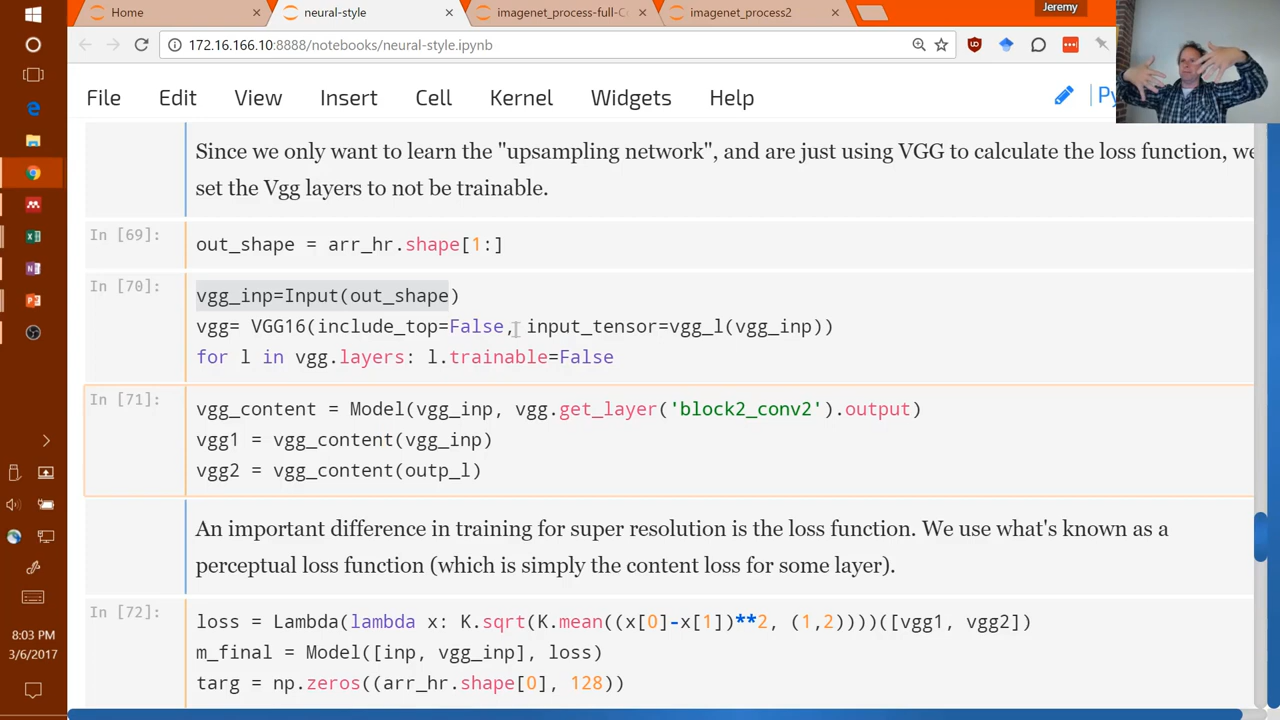 Home
neural-style
imagenet_process-full-C
imagenet_process2
Jeremy
172.16.166.10:8888/notebooks/neural-style.ipynb
File Edit View Insert Cell Kernel Widgets Help
Since we only want to learn the "upsampling network", and are just using VGG to calculate the loss function, we
set the Vgg layers to not be trainable.
In [69]:
out_shape = arr_hr.shape[1:]
In [70]:
vgg_inp=Input(out_shape)
vgg= VGG16(include_top=False, input_tensor=vgg_l(vgg_inp))
for l in vgg.layers: l.trainable=False
In [71]:
vgg_content = Model(vgg_inp, vgg.get_layer('block2_conv2').output)
vgg1 = vgg_content(vgg_inp)
vgg2 = vgg_content(outp_l)
An important difference in training for super resolution is the loss function. We use what's known as a
perceptual loss function (which is simply the content loss for some layer).
In [72]:
loss = Lambda(lambda x: K.sqrt(K.mean((x[0]-x[1])**2, (1,2))))([vgg1, vgg2])
m_final = Model([inp, vgg_inp], loss)
targ = np.zeros((arr_hr.shape[0], 128))
8:03 PM
3/6/2017